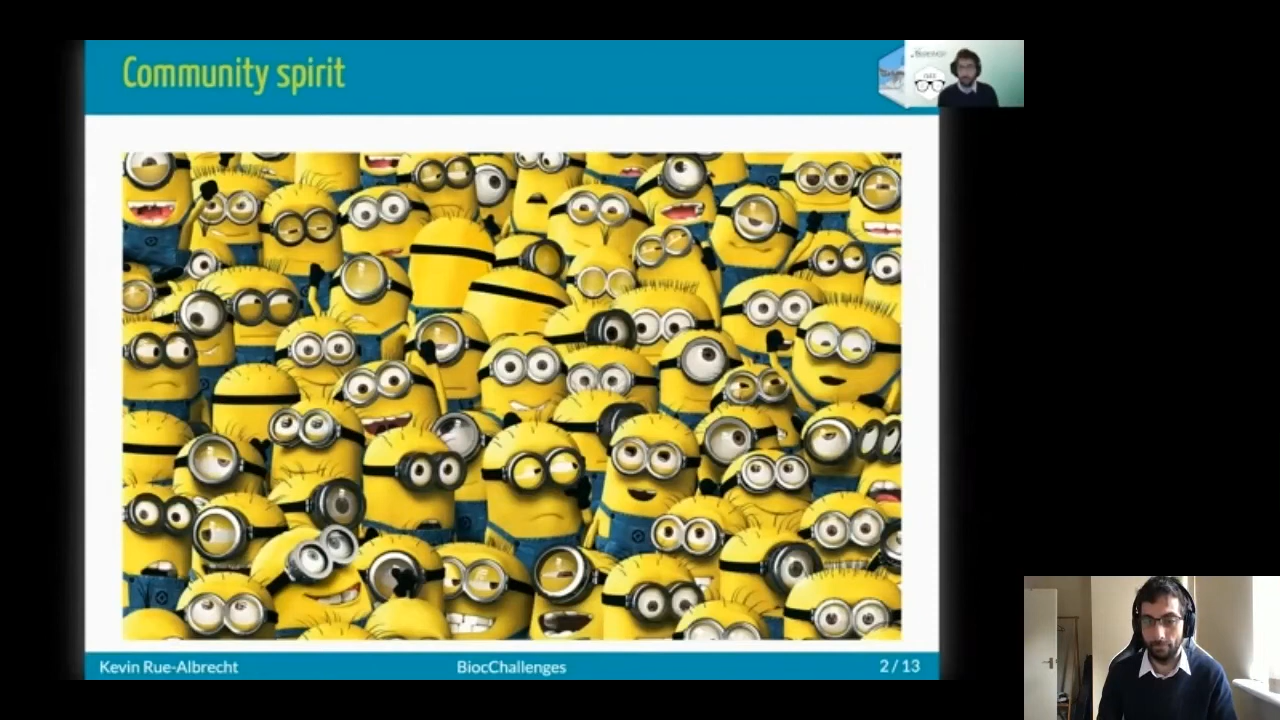 Community spirit
Kevin Rue-Albrecht
BiocChallenges
2 / 13